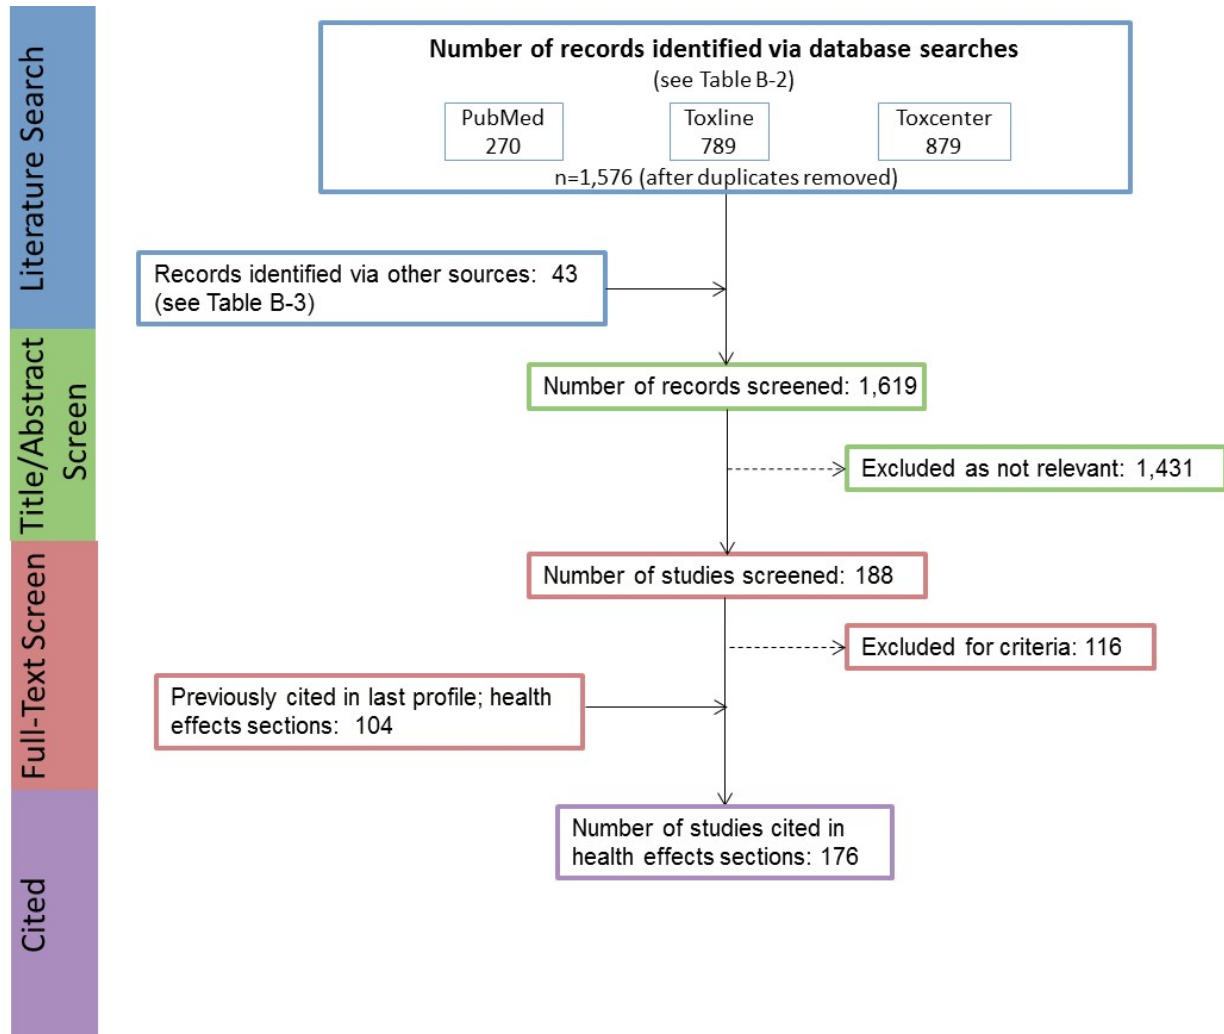 Literature Search
Number of records identified via database searches
(see Table B-2)
PubMed
270
Toxline
789
Toxcenter
879
n=1,576 (after duplicates removed)
Records identified via other sources: 43
(see Table B-3)
Title/Abstract
Screen
Number of records screened: 1,619
Excluded as not relevant: 1,431
Full-Text Screen
Number of studies screened: 188
Excluded for criteria: 116
Previously cited in last profile; health
effects sections: 104
Cited
Number of studies cited in
health effects sections: 176